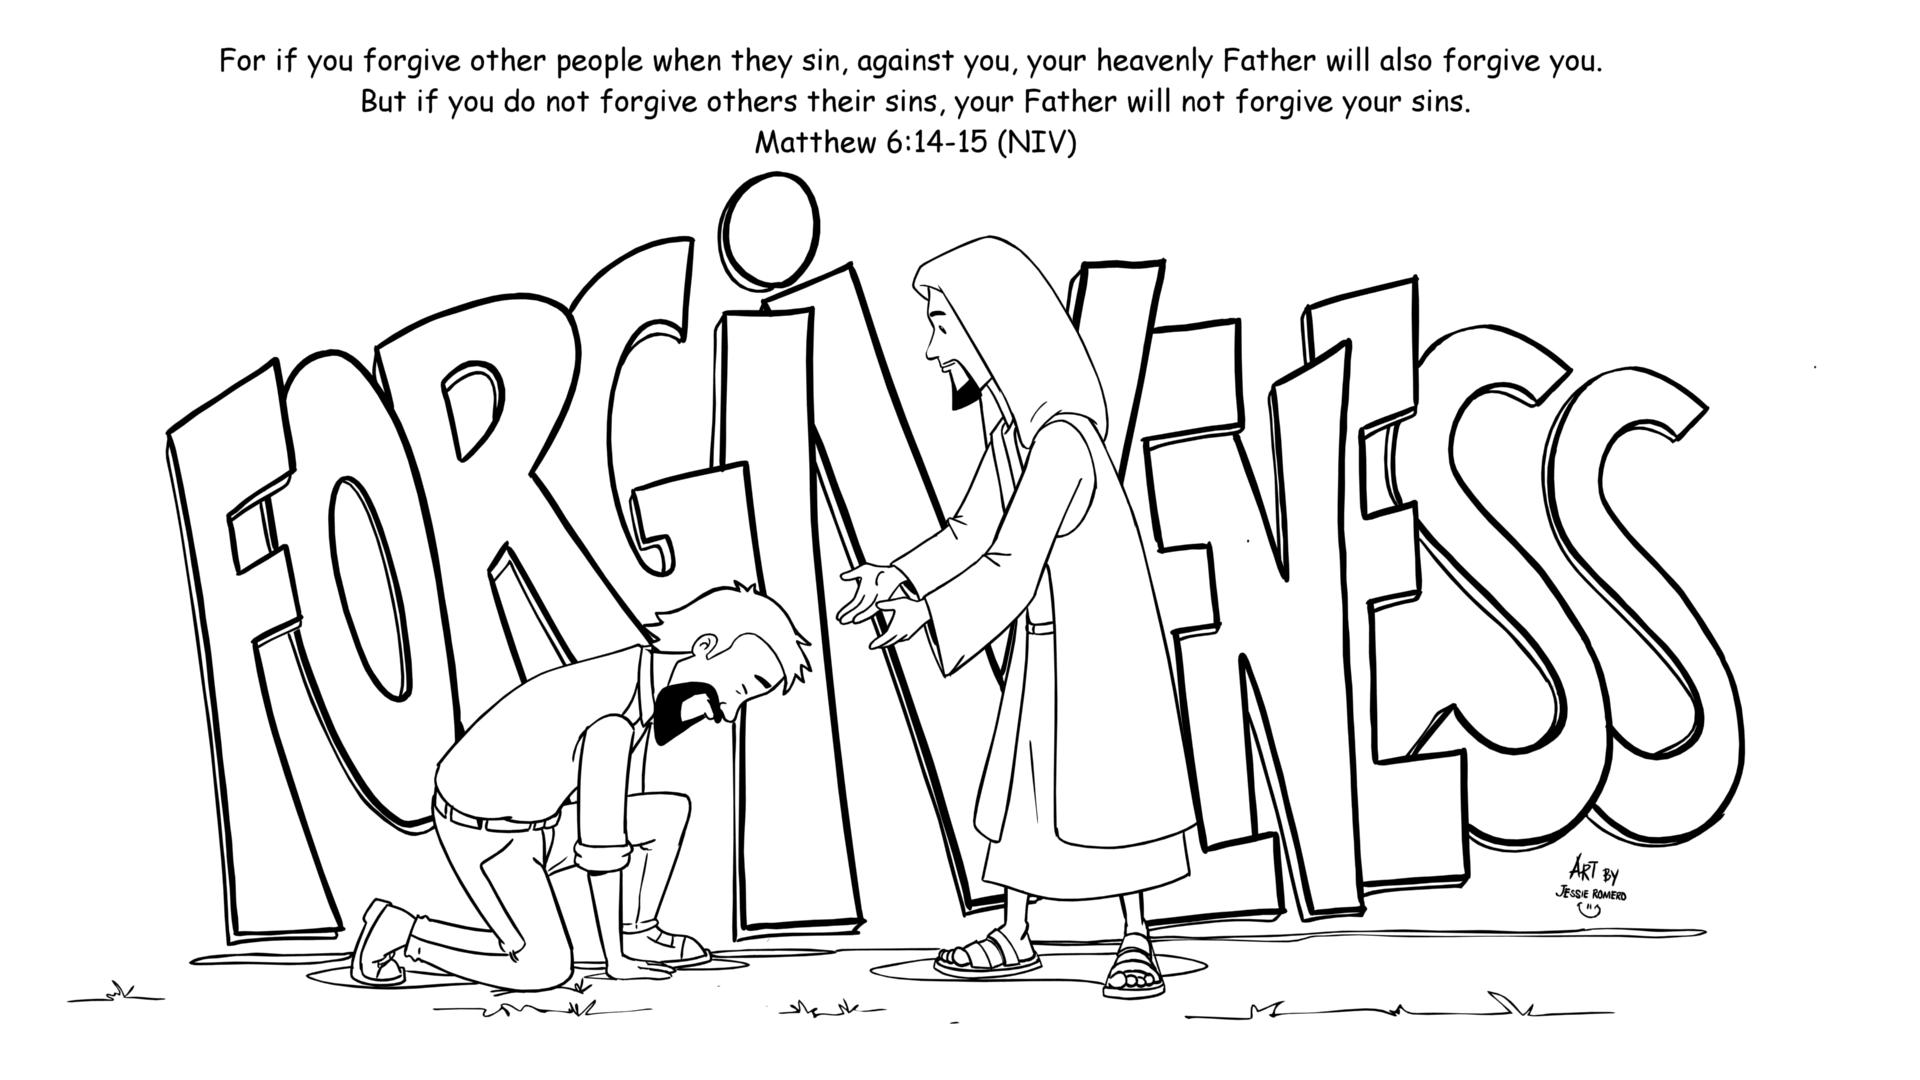 For if you forgive other people when they sin, against you, your heavenly Father will also forgive you.
But if you do not forgive others their sins, your Father will not forgive your sins.
Matthew 6:14-15 (NIV)
FORGiVENESS
ART BY
JESSIE ROMERO